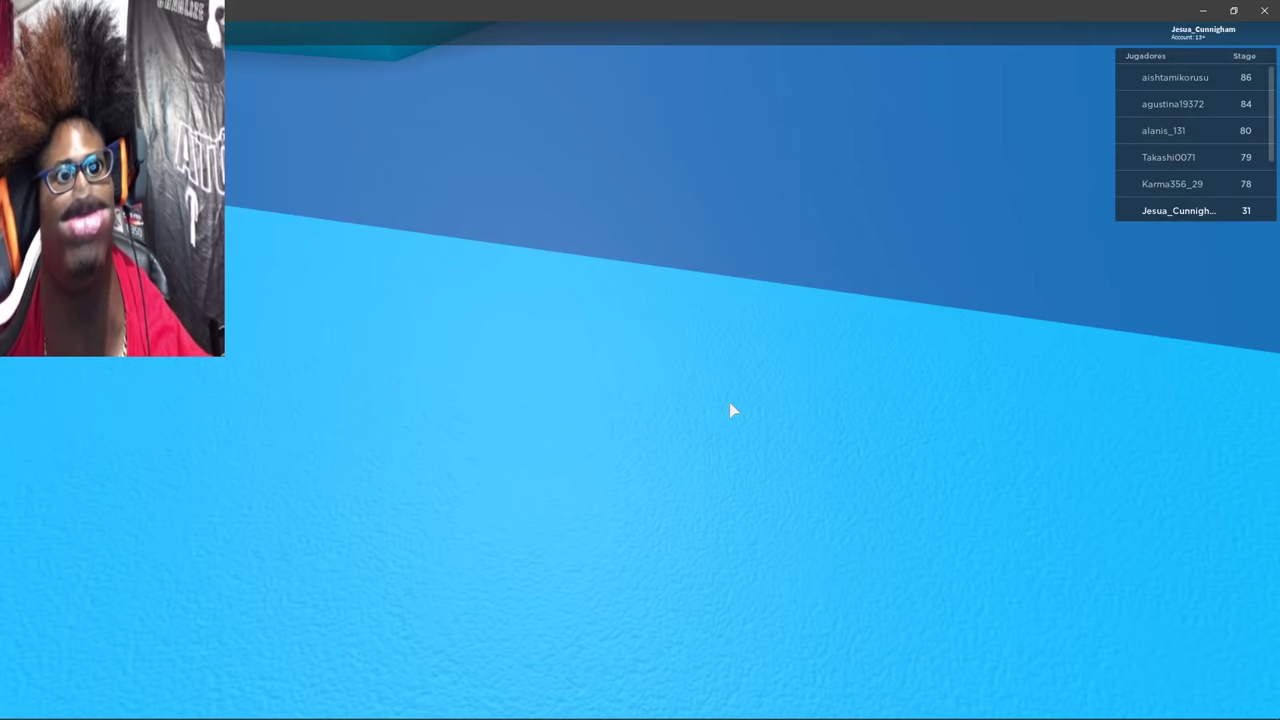 Jesua_Cunnigham
Account: 13+
Jugadores Stage
aishtamikorusu 86
agustina19372 84
alanis_131 80
Takashi0071 79
Karma356_29 78
Jesua_Cunnigh... 31